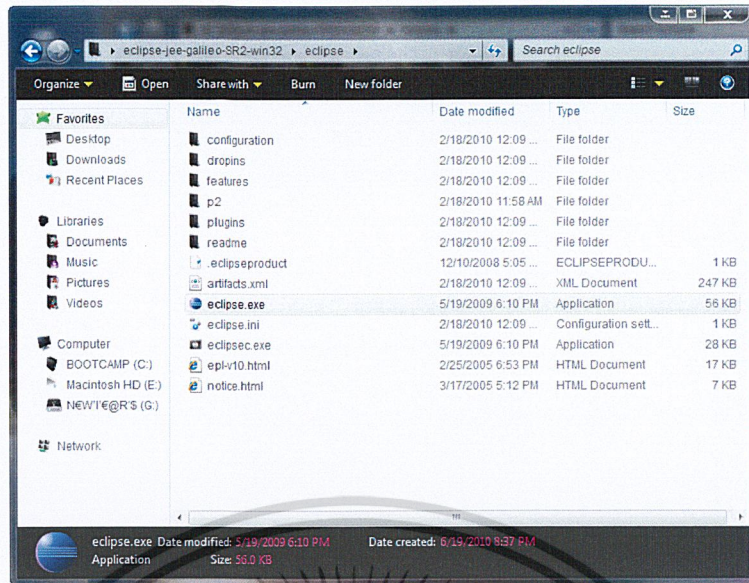 eclipse-jee-galileo-SR2-win32 ▸ eclipse ▸ Search eclipse
Organize Open Share with Burn New folder
Name Date modified Type Size
Favorites
Desktop
Downloads
Recent Places
Libraries
Documents
Music
Pictures
Videos
Computer
BOOTCAMP (C:)
Macintosh HD (E:)
N€W'I'€@R'$ (G:)
Network
configuration 2/18/2010 12:09 ... File folder
dropins 2/18/2010 12:09 ... File folder
features 2/18/2010 12:09 ... File folder
p2 2/18/2010 11:58 AM File folder
plugins 2/18/2010 12:09 ... File folder
readme 2/18/2010 12:09 ... File folder
.eclipseproduct 12/10/2008 5:05 ... ECLIPSEPRODU... 1 KB
artifacts.xml 2/18/2010 12:09 ... XML Document 247 KB
eclipse.exe 5/19/2009 6:10 PM Application 56 KB
eclipse.ini 2/18/2010 12:09 ... Configuration sett... 1 KB
eclipsec.exe 5/19/2009 6:10 PM Application 28 KB
epl-v10.html 2/25/2005 6:53 PM HTML Document 17 KB
notice.html 3/17/2005 5:12 PM HTML Document 7 KB
eclipse.exe Date modified: 5/19/2009 6:10 PM Date created: 6/19/2010 8:37 PM
Application Size: 56.0 KB